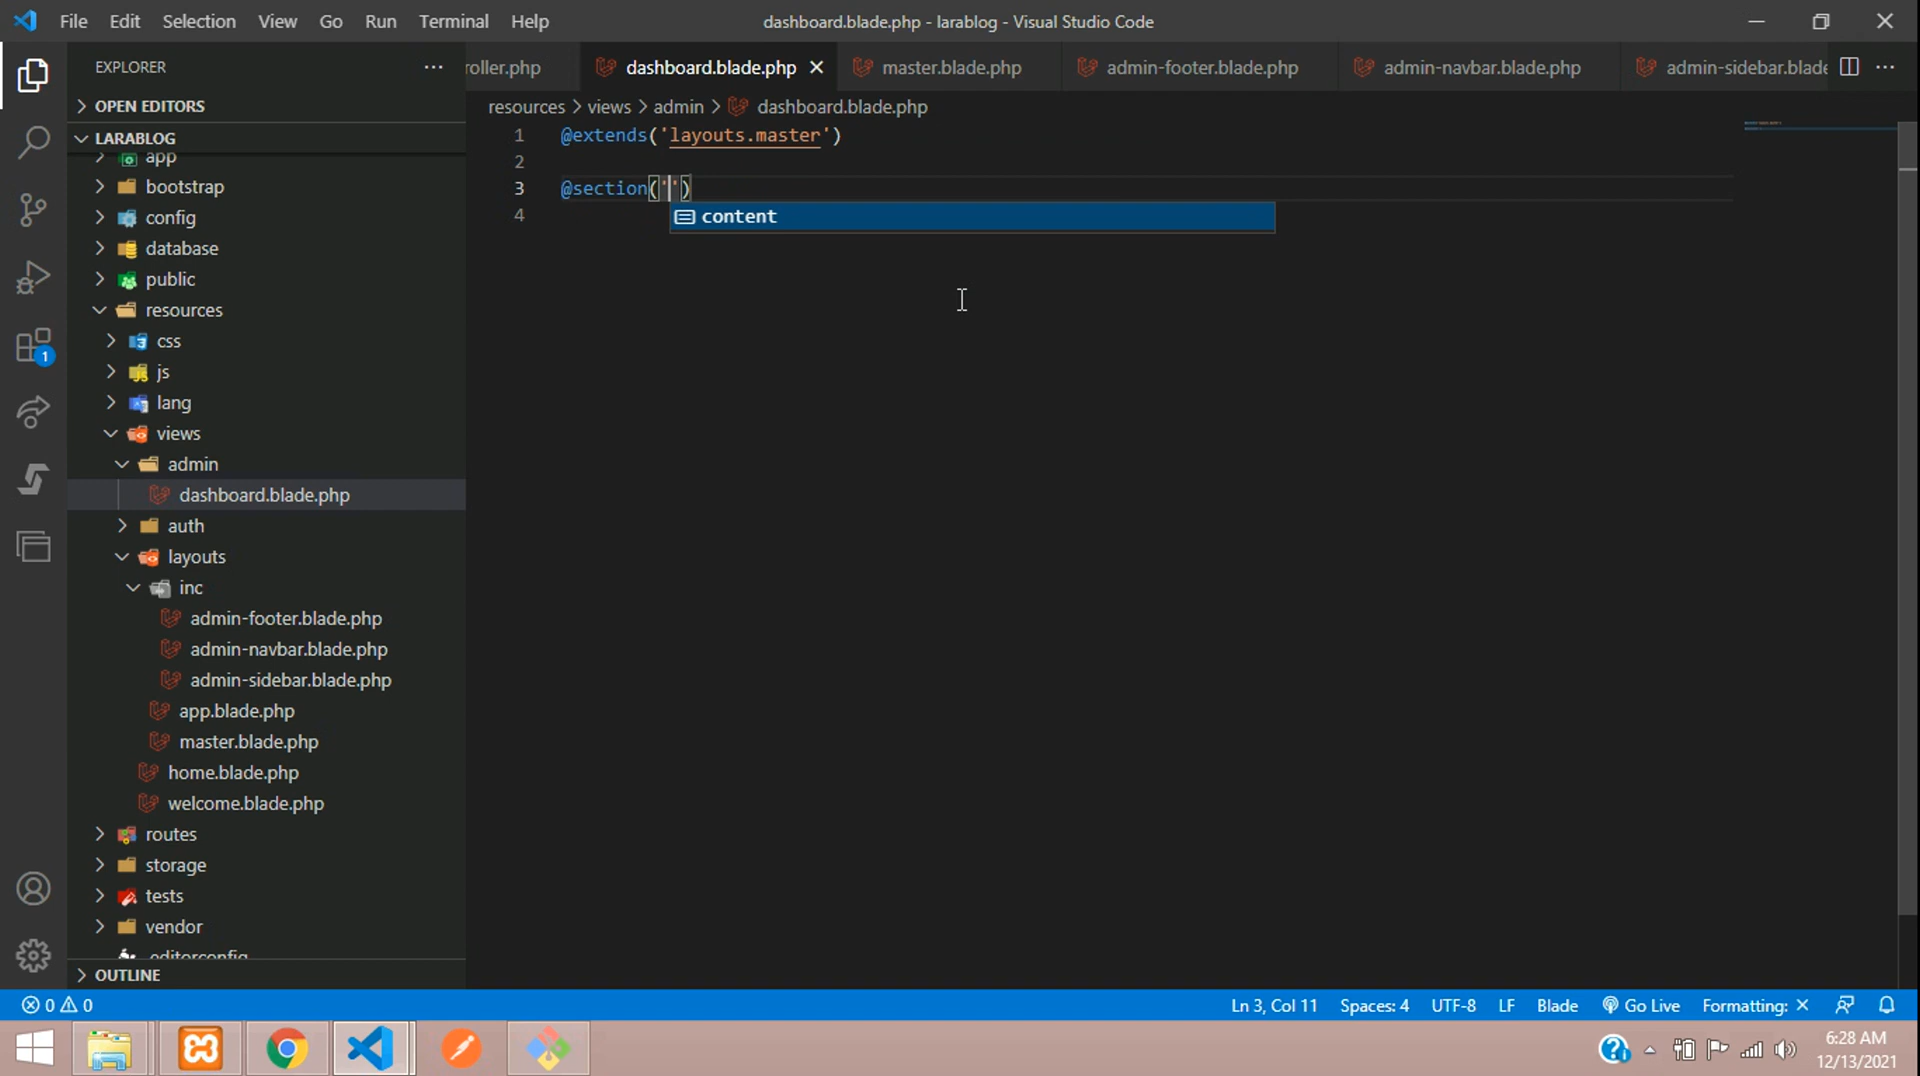 File Edit Selection View Go Run Terminal Help
dashboard.blade.php - larablog - Visual Studio Code
EXPLORER
roller.php dashboard.blade.php master.blade.php admin-footer.blade.php admin-navbar.blade.php admin-sidebar.blade
OPEN EDITORS
resources > views > admin > dashboard.blade.php
LARABLOG
1 @extends('layouts.master')
2
3 @section('')
4
content
app
bootstrap
config
database
public
resources
css
js
lang
views
admin
dashboard.blade.php
auth
layouts
inc
admin-footer.blade.php
admin-navbar.blade.php
admin-sidebar.blade.php
app.blade.php
master.blade.php
home.blade.php
welcome.blade.php
routes
storage
tests
vendor
.editorconfig
OUTLINE
1
0 0
Ln 3, Col 11 Spaces: 4 UTF-8 LF Blade Go Live Formatting: ×
6:28 AM
12/13/2021